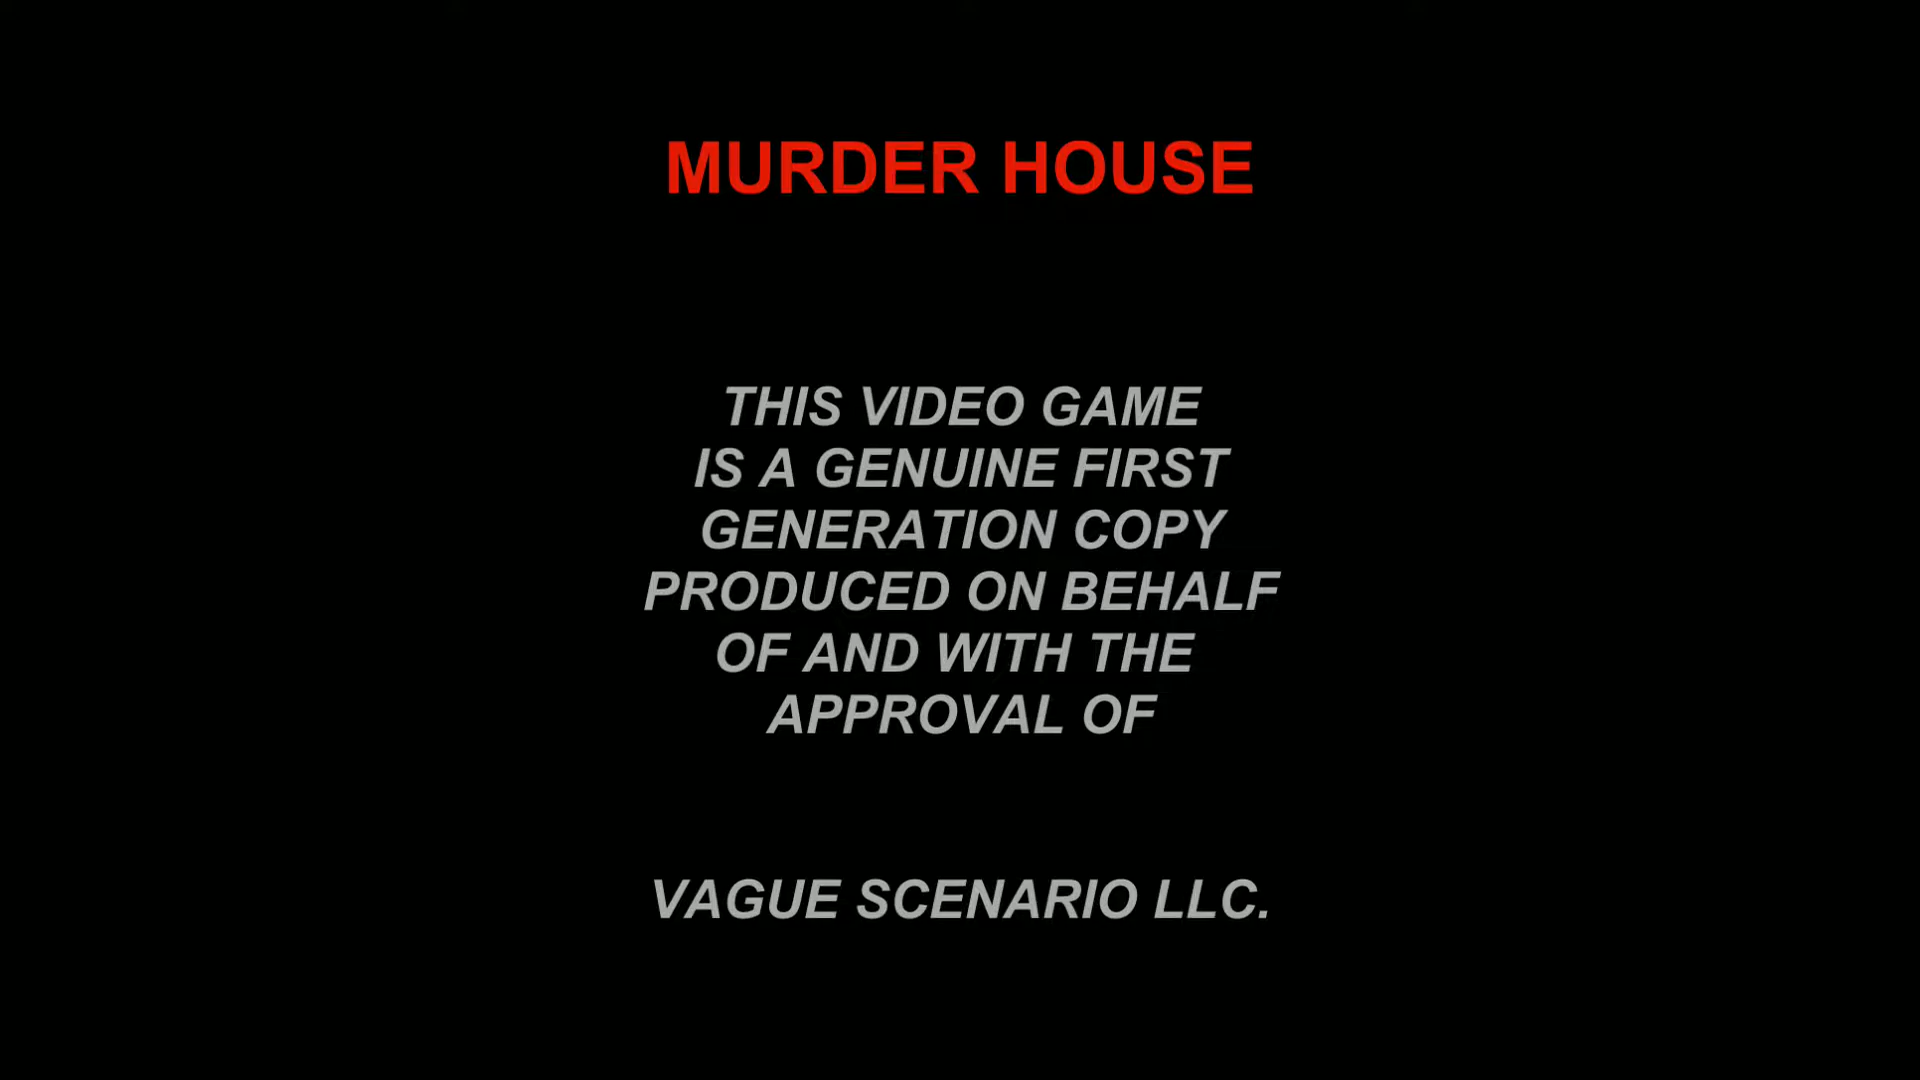 MURDER HOUSE
THIS VIDEO GAME
IS A GENUINE FIRST
GENERATION COPY
PRODUCED ON BEHALF
OF AND WITH THE
APPROVAL OF
VAGUE SCENARIO LLC.